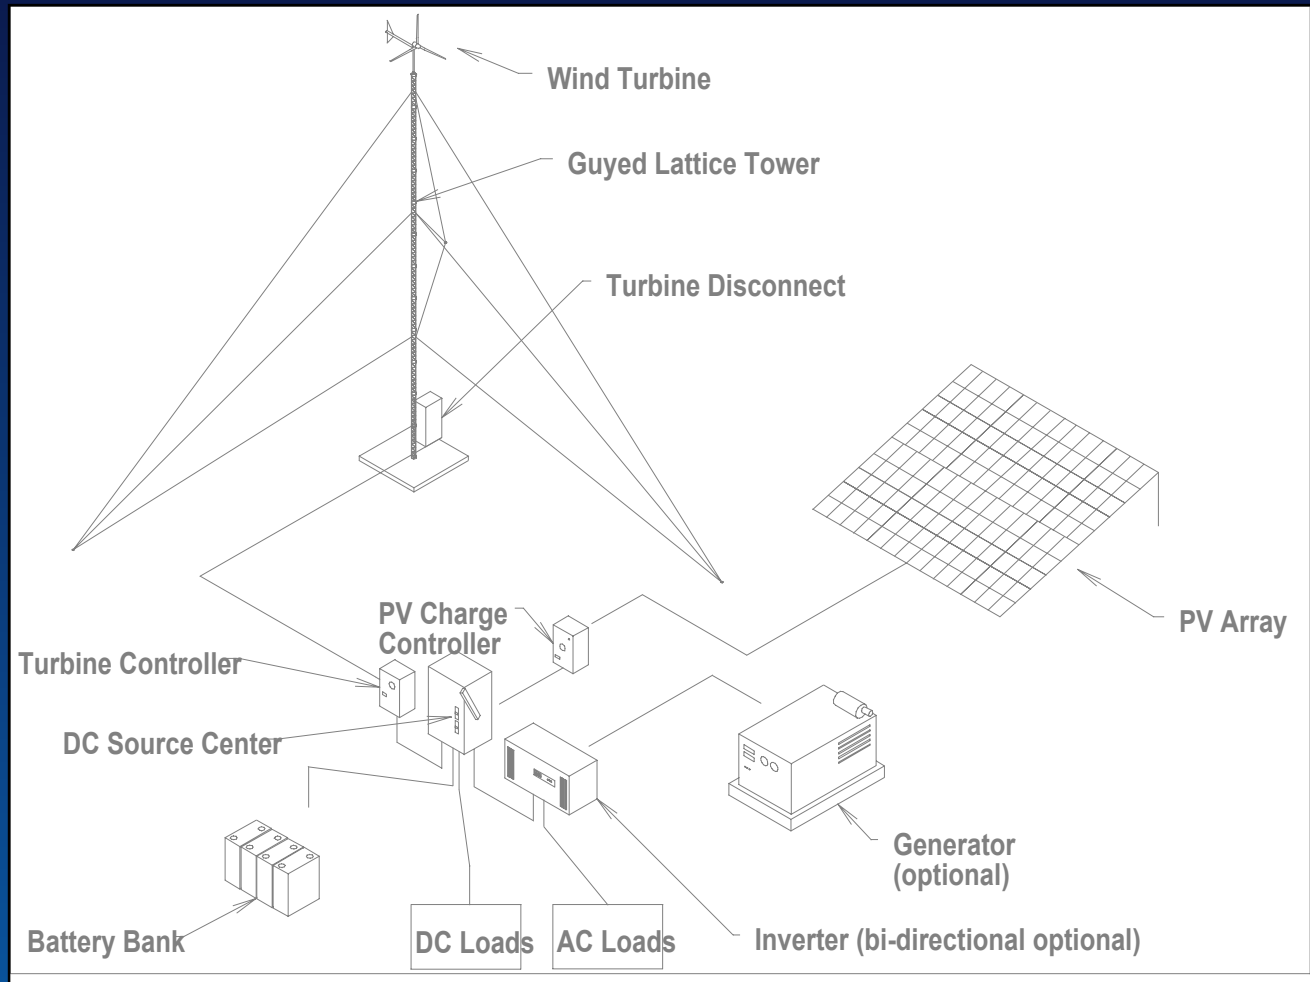 Wind Turbine
Guyed Lattice Tower
Turbine Disconnect
PV Charge
Controller
PV Array
Turbine Controller
DC Source Center
Generator
(optional)
Battery Bank
DC Loads
AC Loads
Inverter (bi-directional optional)